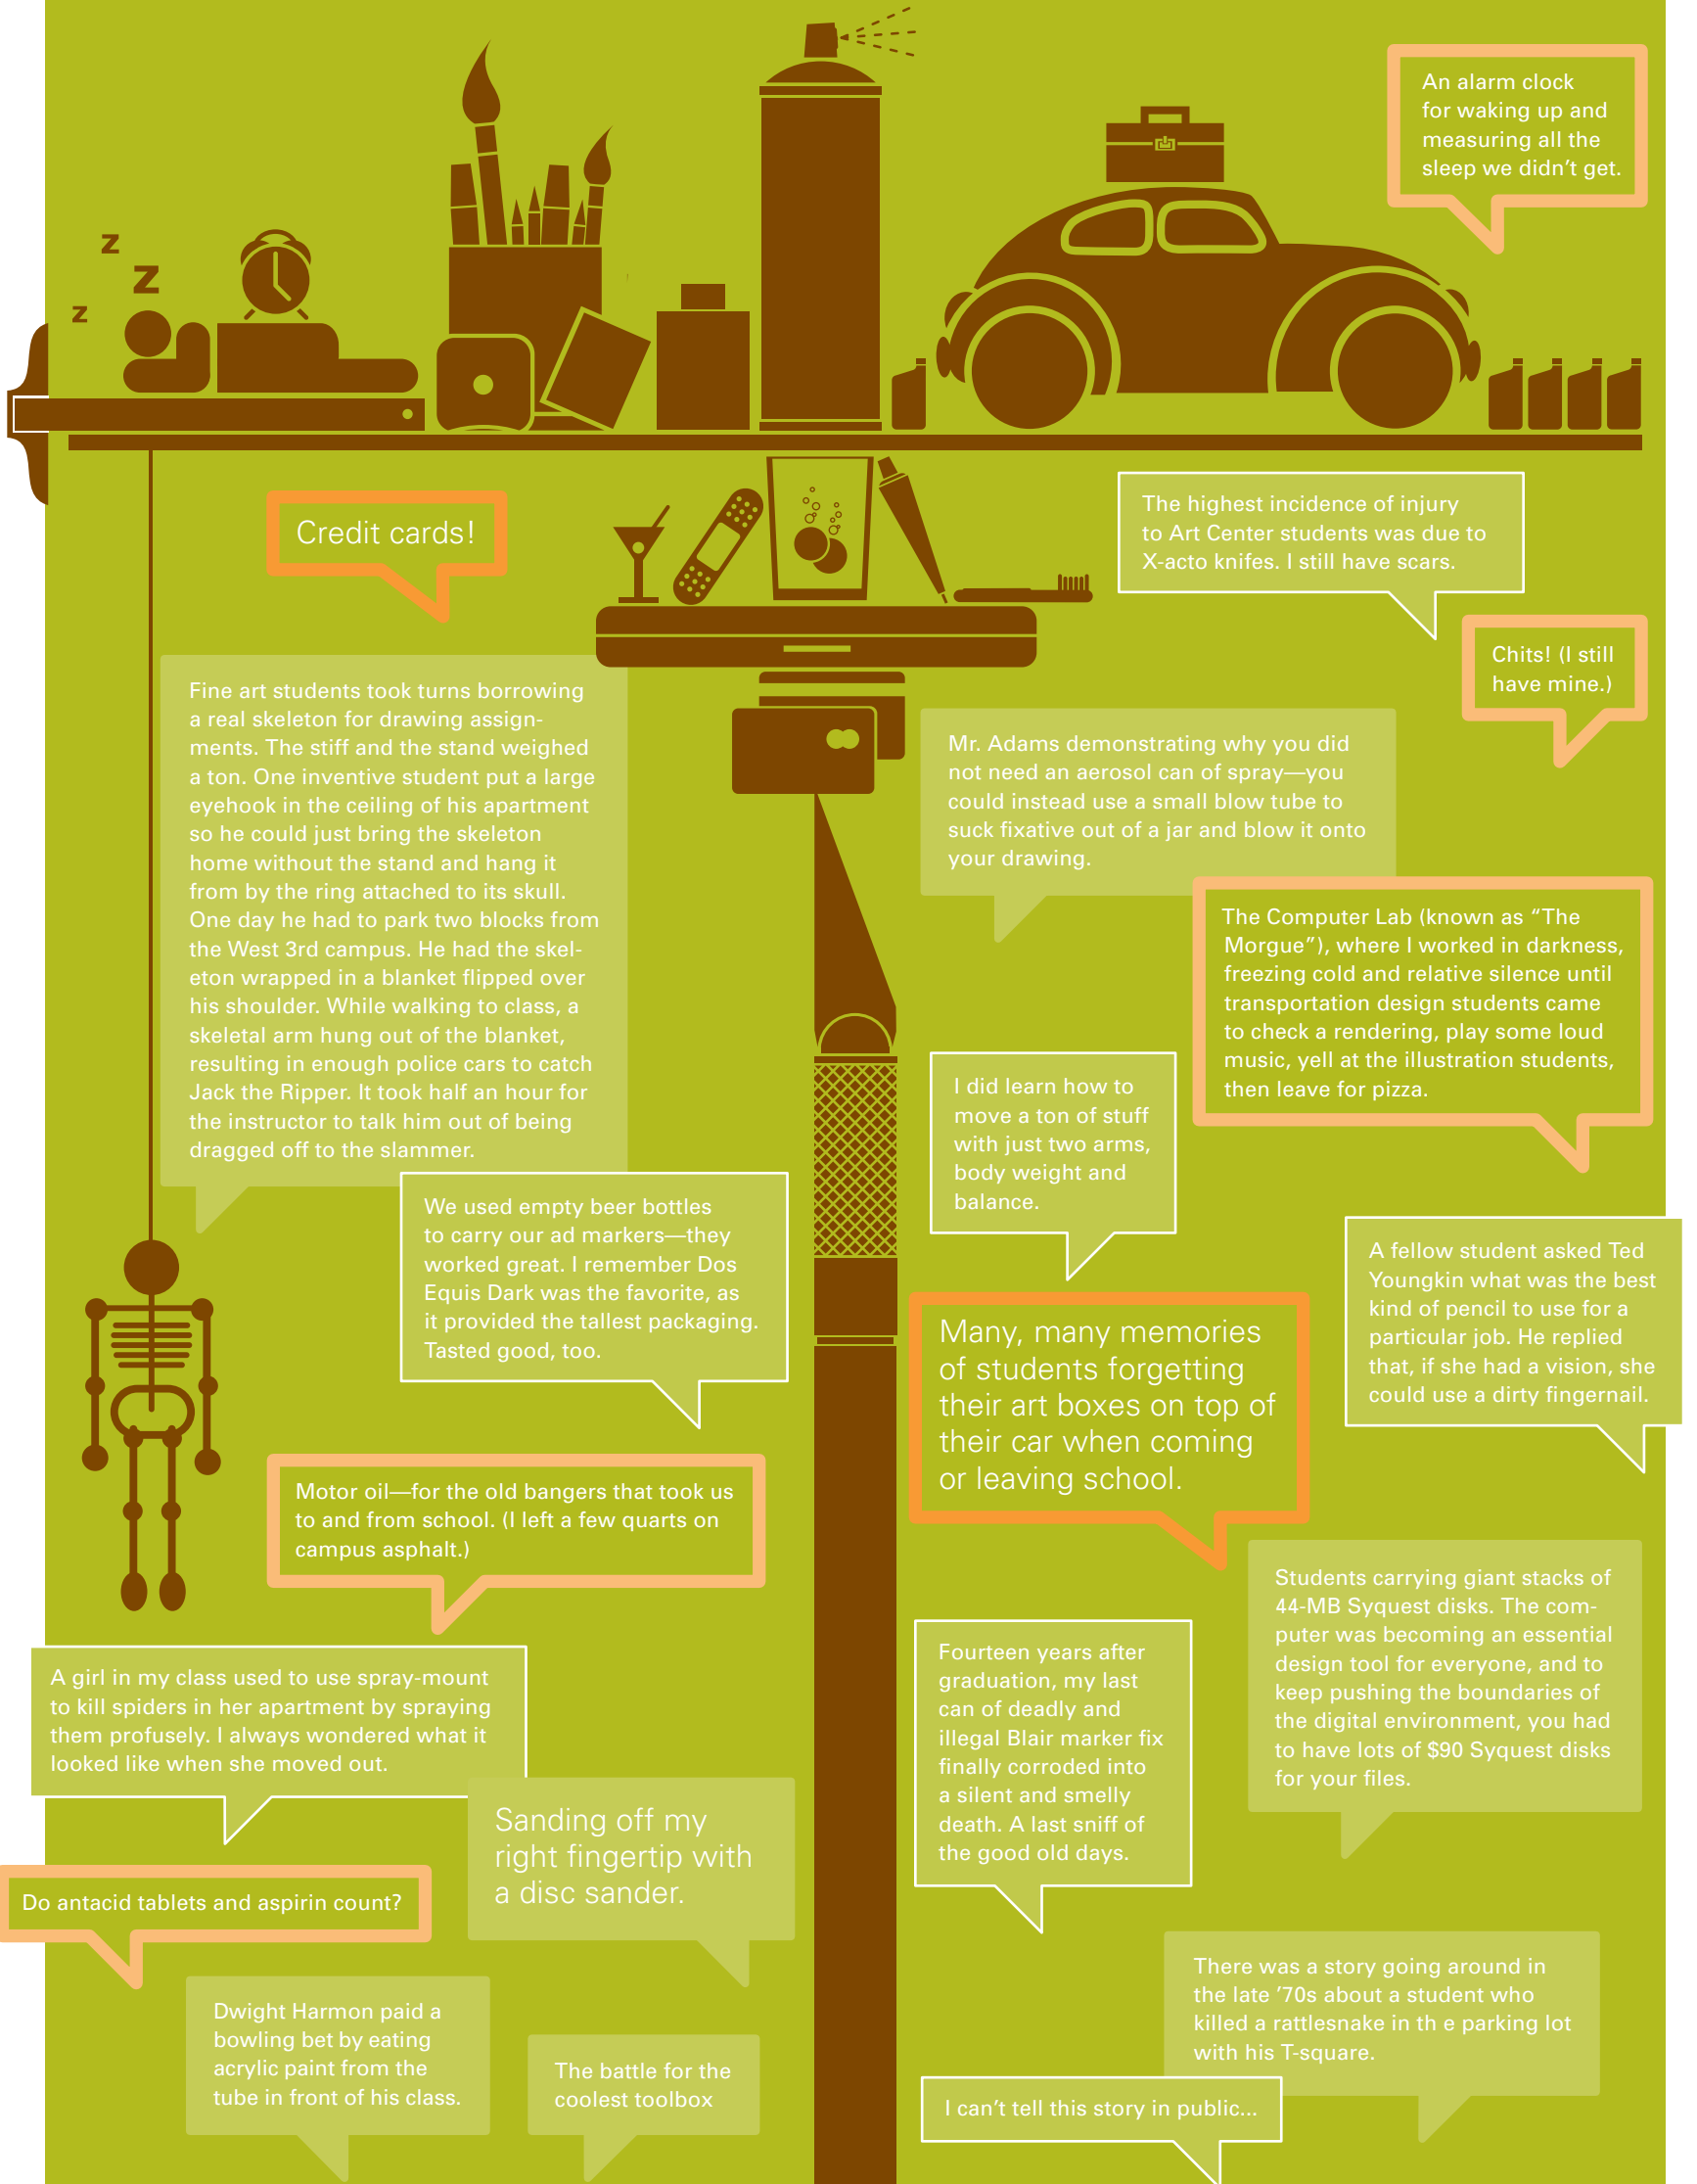 An alarm clock
for waking up and
measuring all the
sleep we didn't get.
z
z
z
Credit cards!
The highest incidence of injury
to Art Center students was due to
X-acto knifes. I still have scars.
Chits! (I still
have mine.)
Fine art students took turns borrowing
a real skeleton for drawing assign-
ments. The stiff and the stand weighed
a ton. One inventive student put a large
eyehook in the ceiling of his apartment
so he could just bring the skeleton
home without the stand and hang it
from by the ring attached to its skull.
One day he had to park two blocks from
the West 3rd campus. He had the skel-
eton wrapped in a blanket flipped over
his shoulder. While walking to class, a
skeletal arm hung out of the blanket,
resulting in enough police cars to catch
Jack the Ripper. It took half an hour for
the instructor to talk him out of being
dragged off to the slammer.
Mr. Adams demonstrating why you did
not need an aerosol can of spray—you
could instead use a small blow tube to
suck fixative out of a jar and blow it onto
your drawing.
The Computer Lab (known as “The
Morgue”), where I worked in darkness,
freezing cold and relative silence until
transportation design students came
to check a rendering, play some loud
music, yell at the illustration students,
then leave for pizza.
I did learn how to
move a ton of stuff
with just two arms,
body weight and
balance.
We used empty beer bottles
to carry our ad markers—they
worked great. I remember Dos
Equis Dark was the favorite, as
it provided the tallest packaging.
Tasted good, too.
A fellow student asked Ted
Youngkin what was the best
kind of pencil to use for a
particular job. He replied
that, if she had a vision, she
could use a dirty fingernail.
Many, many memories
of students forgetting
their art boxes on top of
their car when coming
or leaving school.
Motor oil—for the old bangers that took us
to and from school. (I left a few quarts on
campus asphalt.)
Students carrying giant stacks of
44-MB Syquest disks. The com-
puter was becoming an essential
design tool for everyone, and to
keep pushing the boundaries of
the digital environment, you had
to have lots of $90 Syquest disks
for your files.
Fourteen years after
graduation, my last
can of deadly and
illegal Blair marker fix
finally corroded into
a silent and smelly
death. A last sniff of
the good old days.
A girl in my class used to use spray-mount
to kill spiders in her apartment by spraying
them profusely. I always wondered what it
looked like when she moved out.
Sanding off my
right fingertip with
a disc sander.
Do antacid tablets and aspirin count?
There was a story going around in
the late ’70s about a student who
killed a rattlesnake in th e parking lot
with his T-square.
Dwight Harmon paid a
bowling bet by eating
acrylic paint from the
tube in front of his class.
The battle for the
coolest toolbox
I can’t tell this story in public...